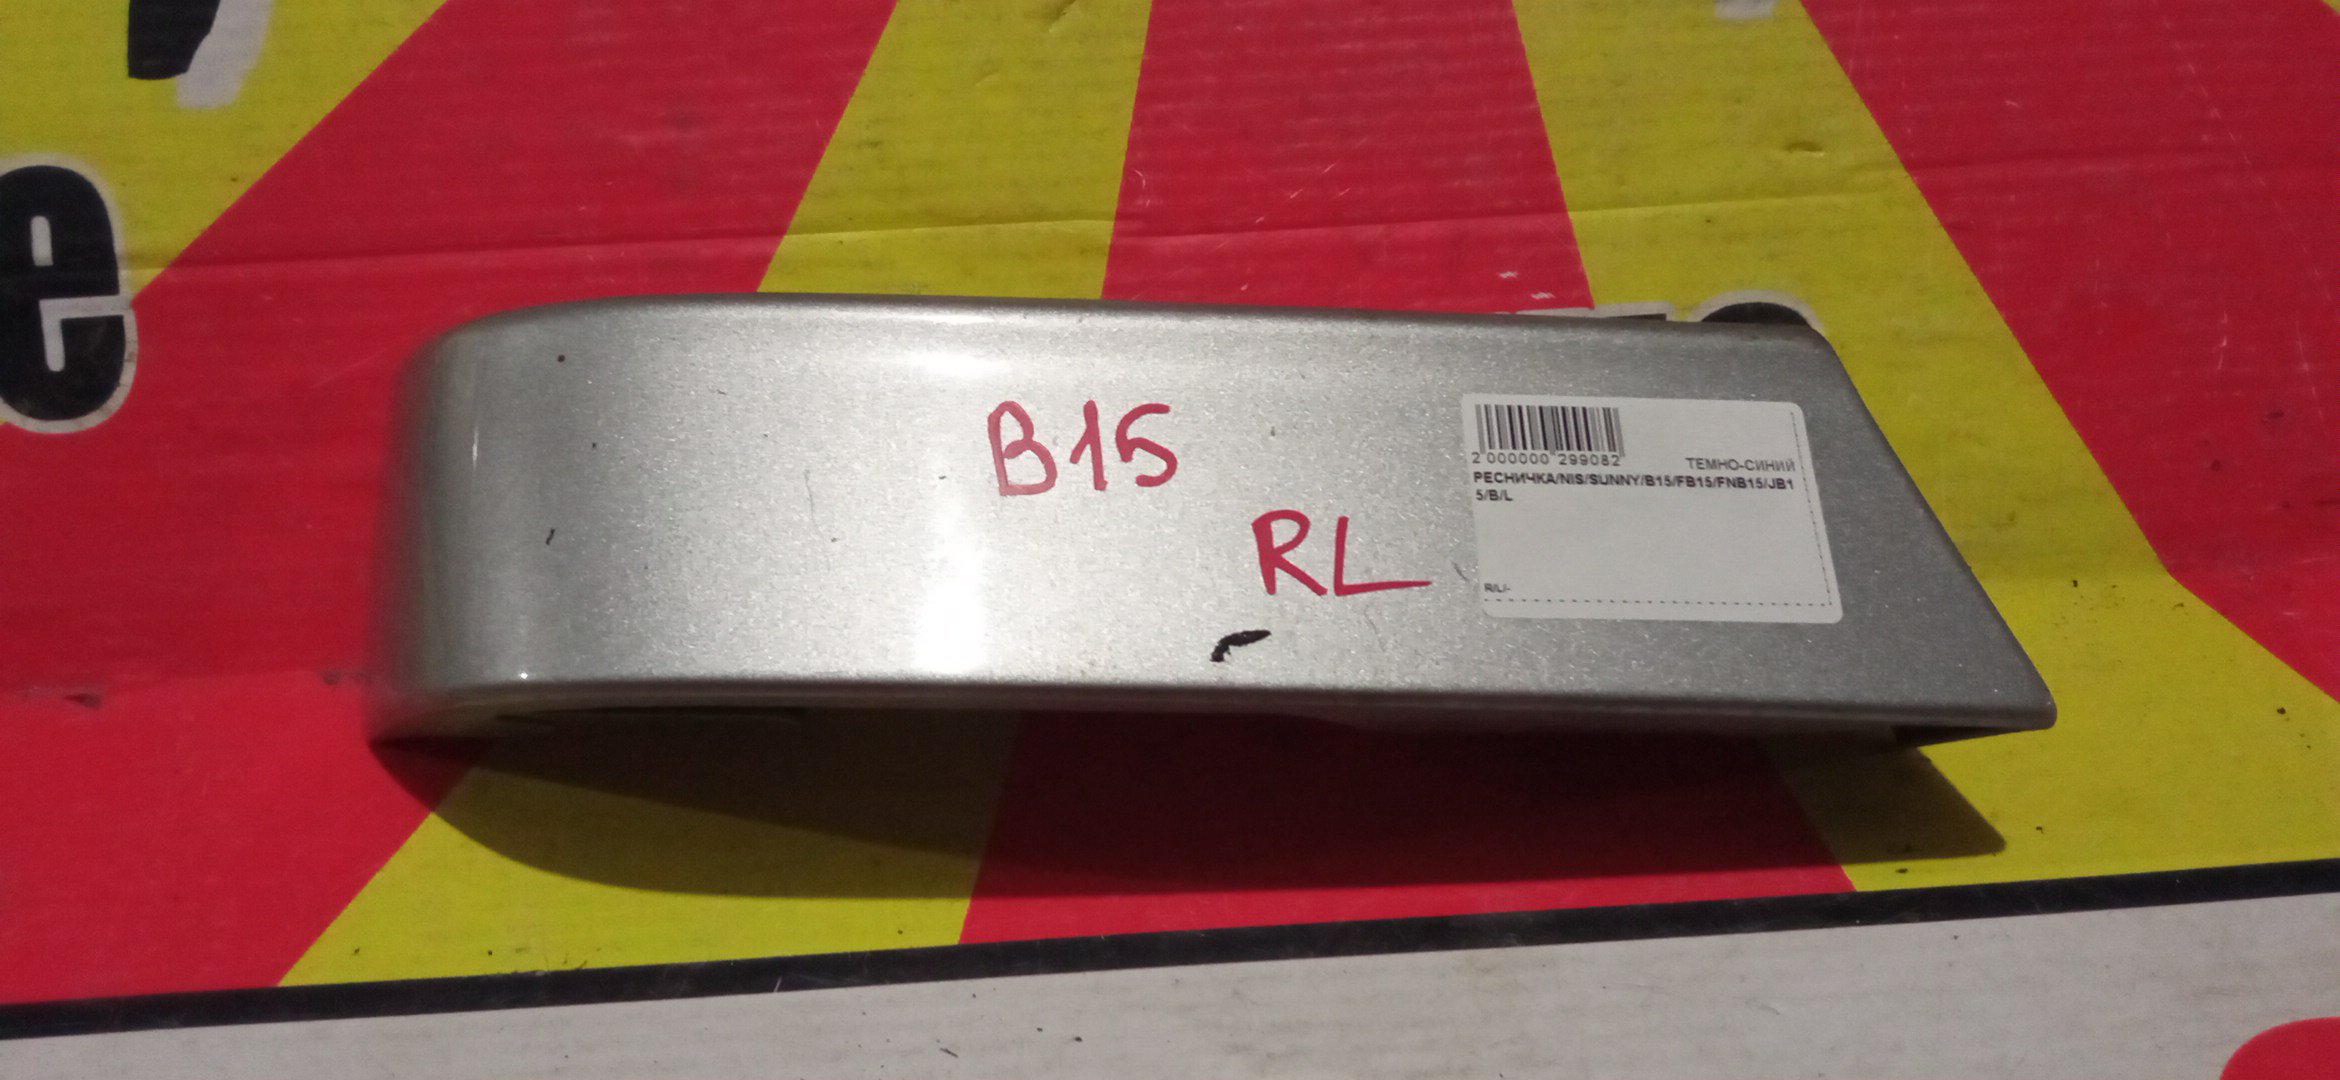 e
B15
RL
2 000000 299082
ТЕМНО-СИНИЙ
РЕСНИЧКА/NIS/SUNNY/B15/FB15/FNB15/JB1
5/B/L
R/L/-